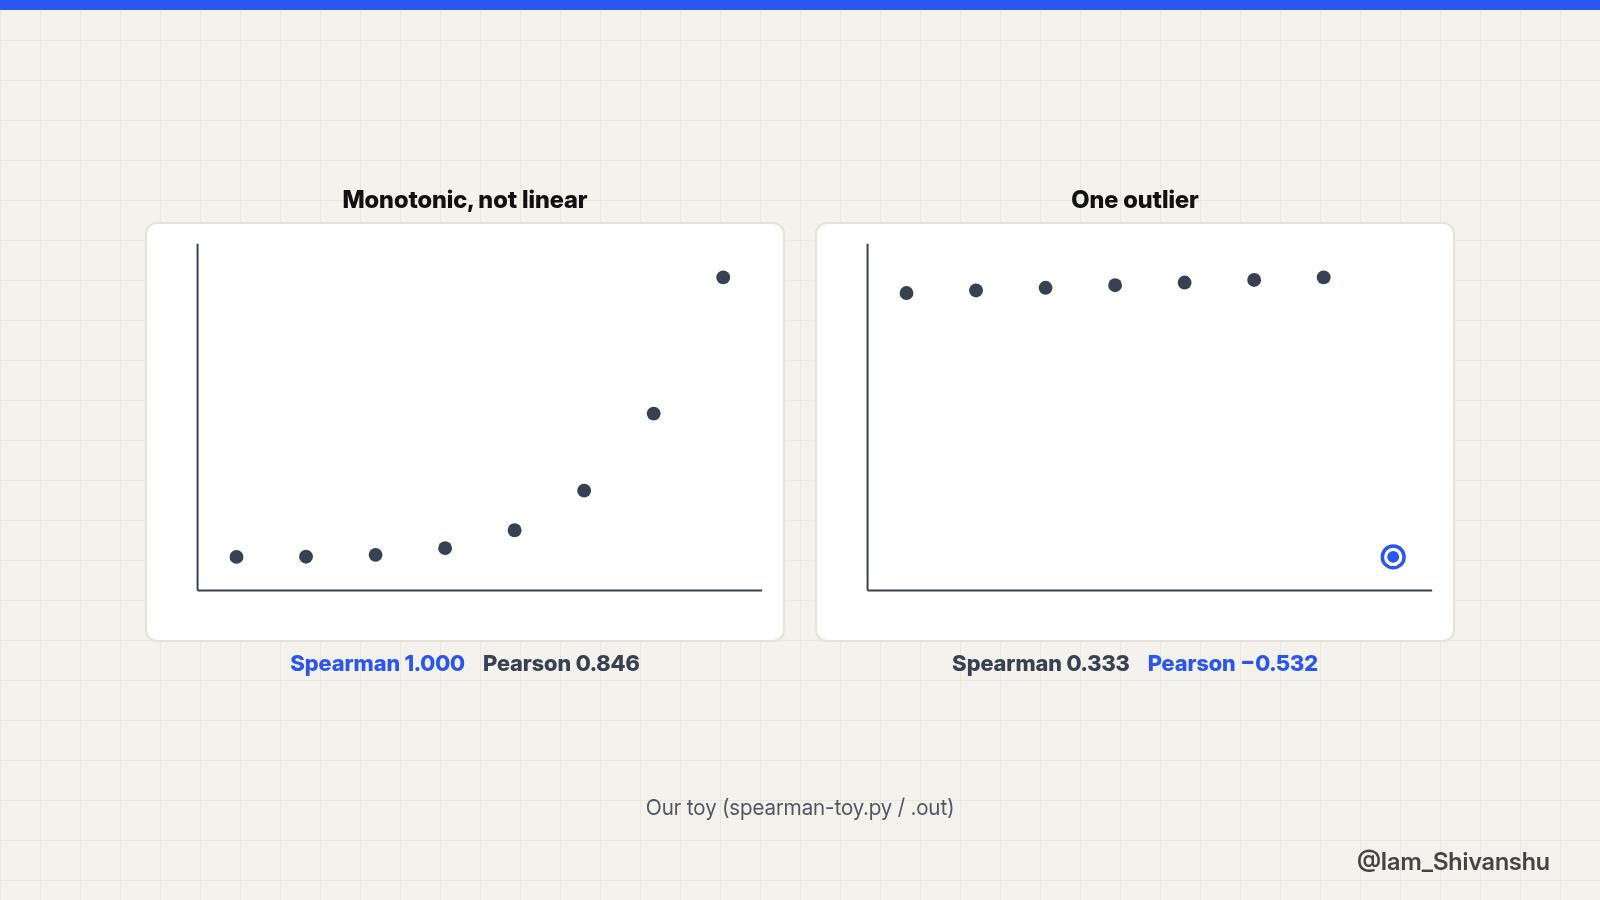 Monotonic, not linear
One outlier
Spearman 1.000 Pearson 0.846
Spearman 0.333 Pearson −0.532
Our toy (spearman-toy.py / .out)
@Iam_Shivanshu